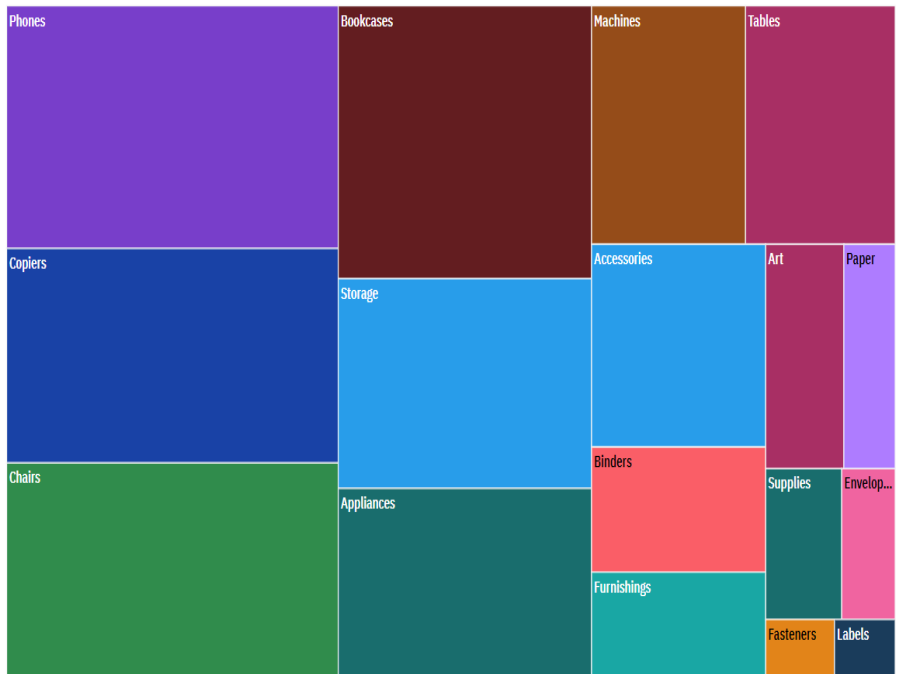 Phones
Bookcases
Machines
Tables
Copiers
Accessories
Art
Paper
Storage
Binders
Chairs
Supplies
Envelop...
Appliances
Furnishings
Fasteners
Labels